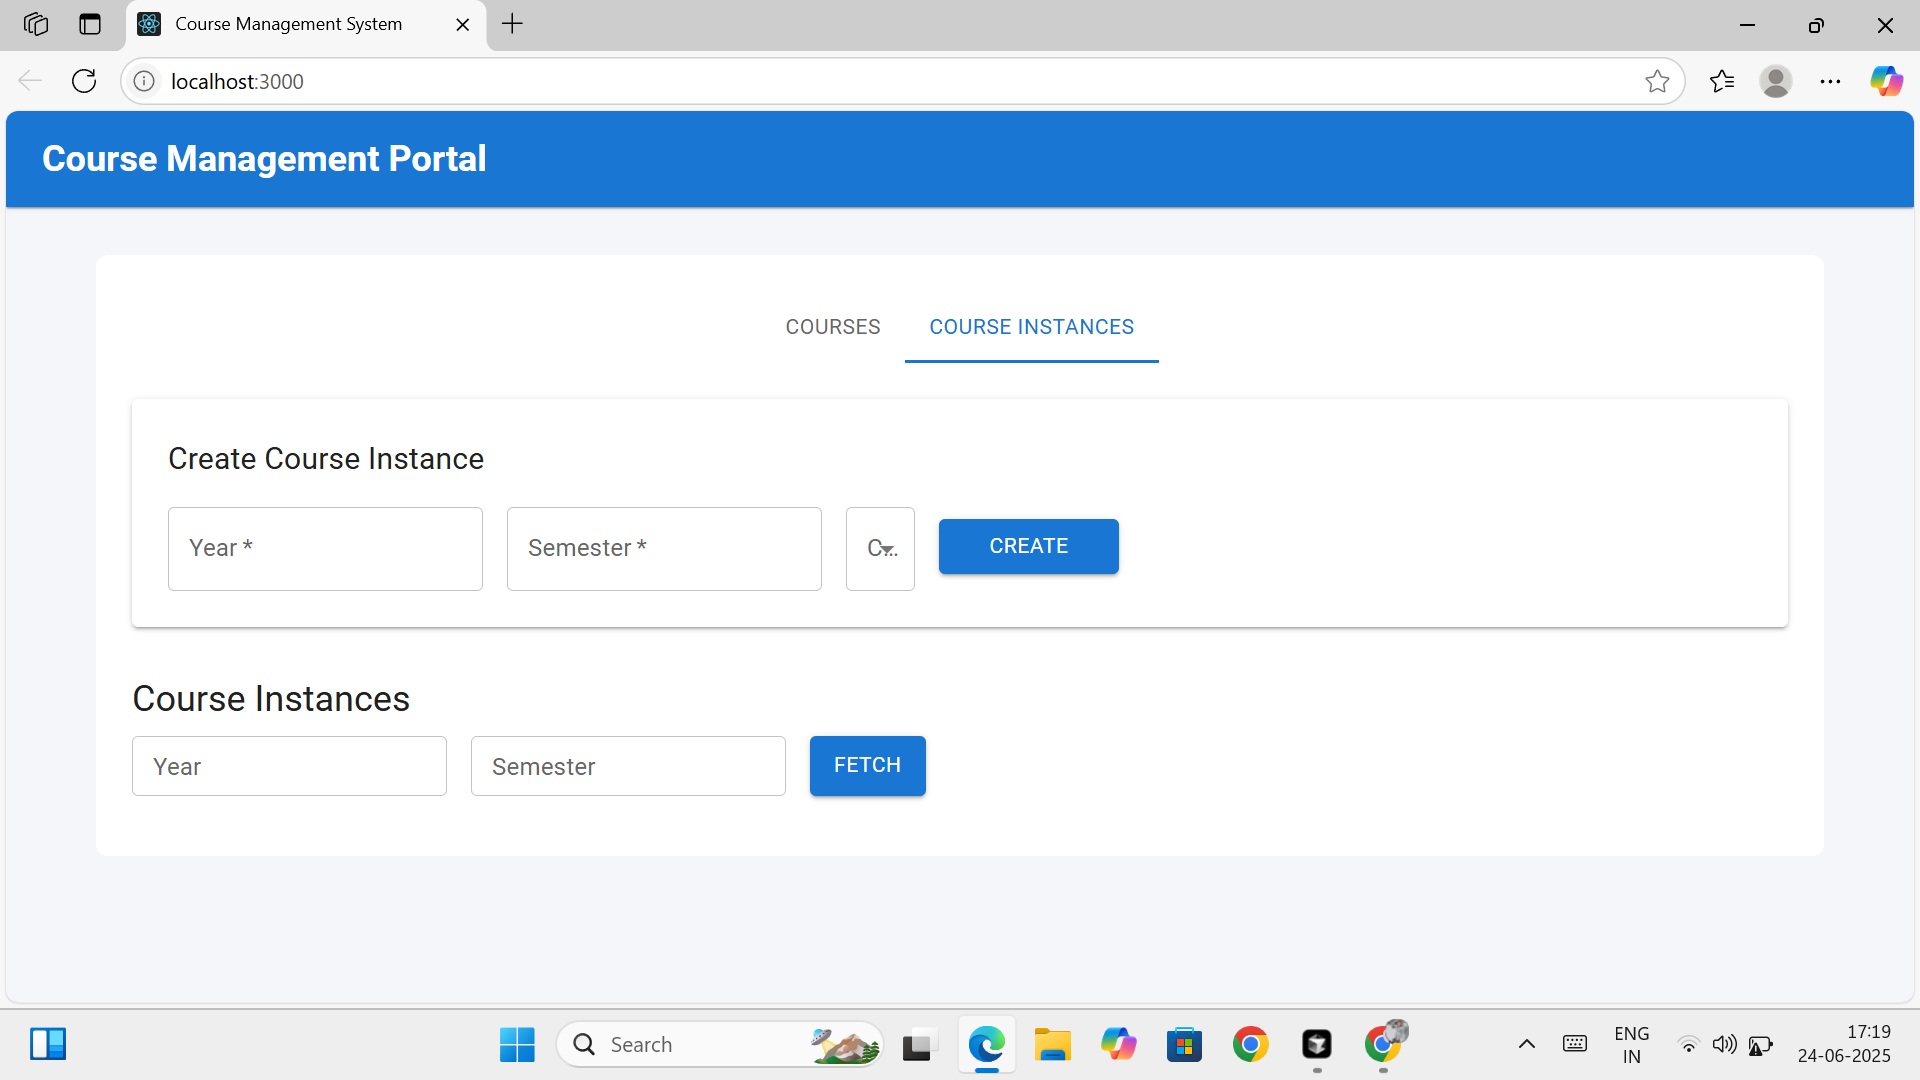 Course Management System
localhost:3000
Course Management Portal
COURSES
COURSE INSTANCES
Create Course Instance
Year *
Semester *
C...
CREATE
Course Instances
Year
Semester
FETCH
Search
ENG
IN
17:19
24-06-2025